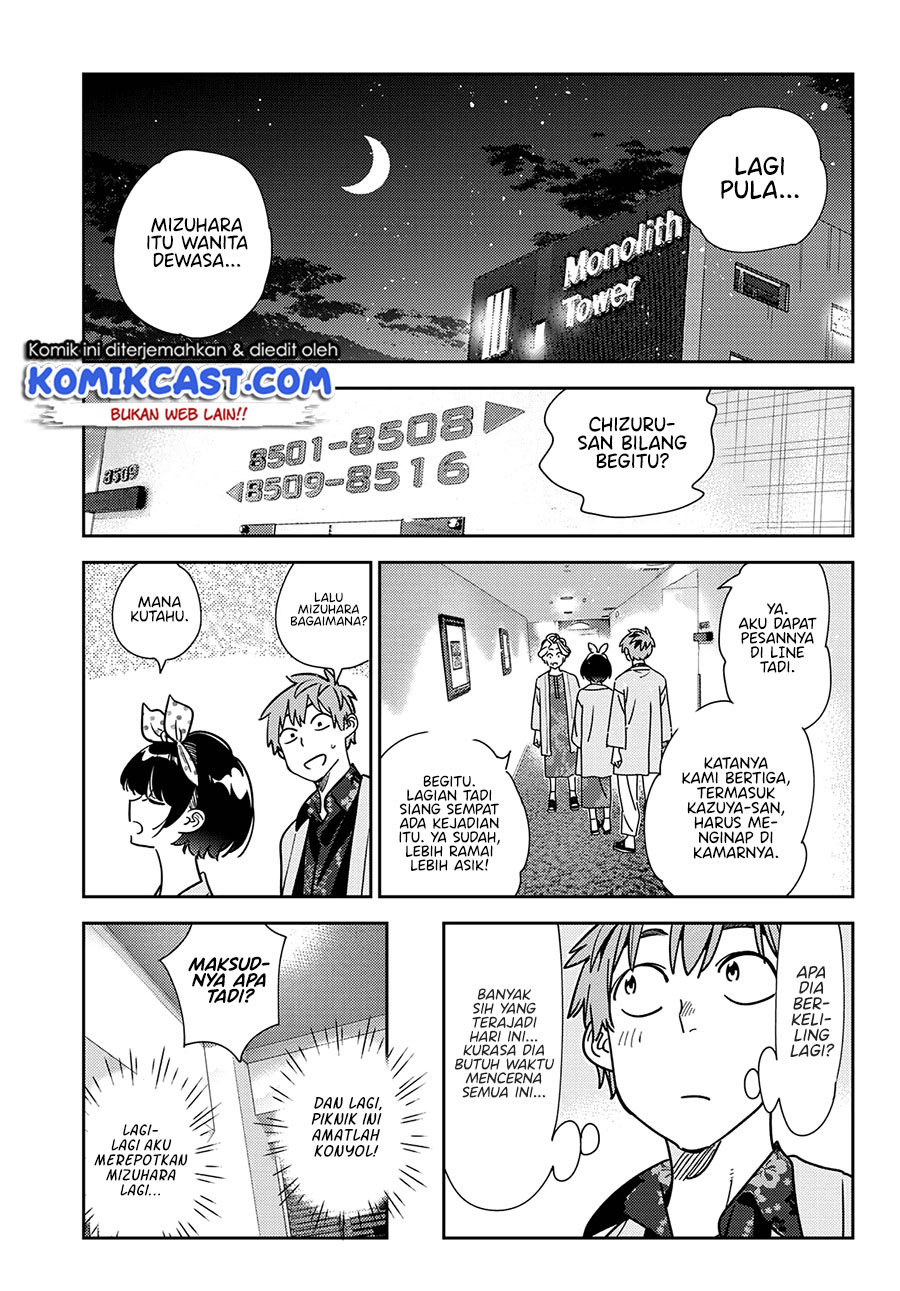 LAGI
PULA...
MIZUHARA
ITU WANITA
DEWASA...
Monolith
Tower
Komik ini diterjemahkan & diedit oleh
KOMIKCAST.COM
BUKAN WEB LAIN!!
CHIZURU-
SAN BILANG
BEGITU?
8501-8508
8509-8516
8509
YA.
AKU DAPAT
PESANNYA
DI LINE
TADI.
KATANYA
KAMI BERTIGA,
TERMASUK
KAZUYA-SAN,
HARUS ME-
NGINAP DI
KAMARNYA.
BEGITU.
LAGIAN TADI
SIANG SEMPAT
ADA KEJADIAN
ITU. YA SUDAH,
LEBIH RAMAI
LEBIH ASIK!
LALU
MIZUHARA
BAGAIMANA?
MANA
KUTAHU.
APA
DIA
BER-
KELI-
LING
LAGI?
BANYAK
SIH YANG
TERAJADI
HARI INI...
KURASA DIA
BUTUH WAKTU
MENCERNA
SEMUA INI...
MAKSUD-
NYA APA
TADI?
DAN LAGI,
PIKNIK INI
AMATLAH
KONYOL!
LAGI-
LAGI AKU
MEREPOTKAN
MIZUHARA
LAGI...